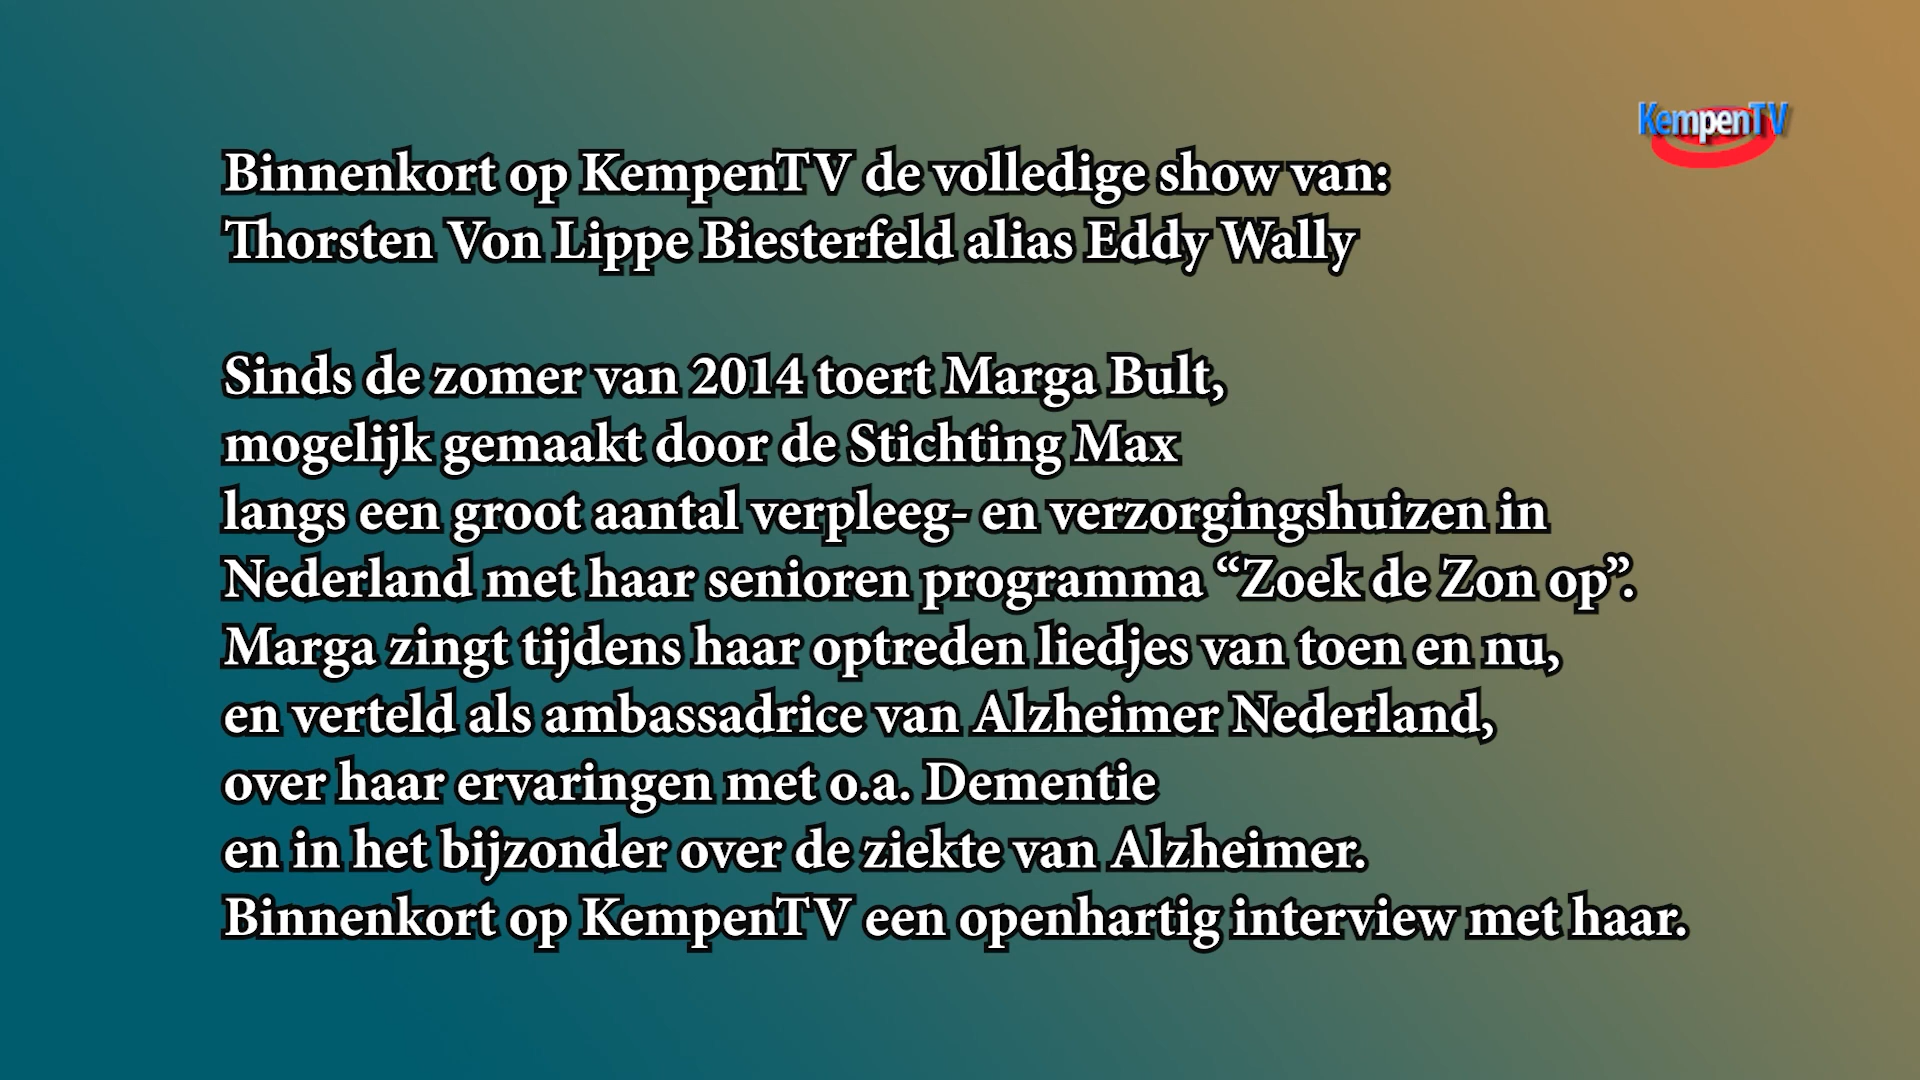 KempenTV
Binnenkort op KempenTV de volledige show van:
Thorsten Von Lippe Biesterfeld alias Eddy Wally
Sinds de zomer van 2014 toert Marga Bult,
mogelijk gemaakt door de Stichting Max
langs een groot aantal verpleeg- en verzorgingshuizen in
Nederland met haar senioren programma “Zoek de Zon op”.
Marga zingt tijdens haar optreden liedjes van toen en nu,
en verteld als ambassadrice van Alzheimer Nederland,
over haar ervaringen met o.a. Dementie
en in het bijzonder over de ziekte van Alzheimer.
Binnenkort op KempenTV een openhartig interview met haar.